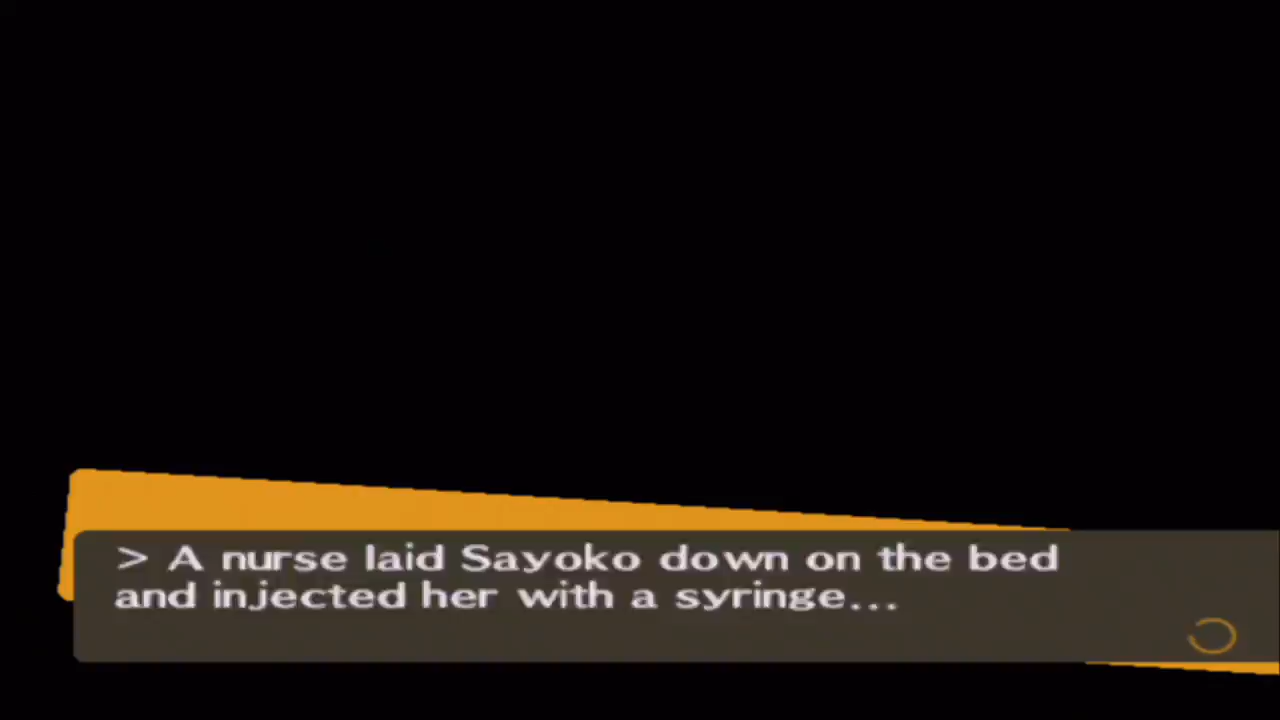 > A nurse laid Sayoko down on the bed
and injected her with a syringe...